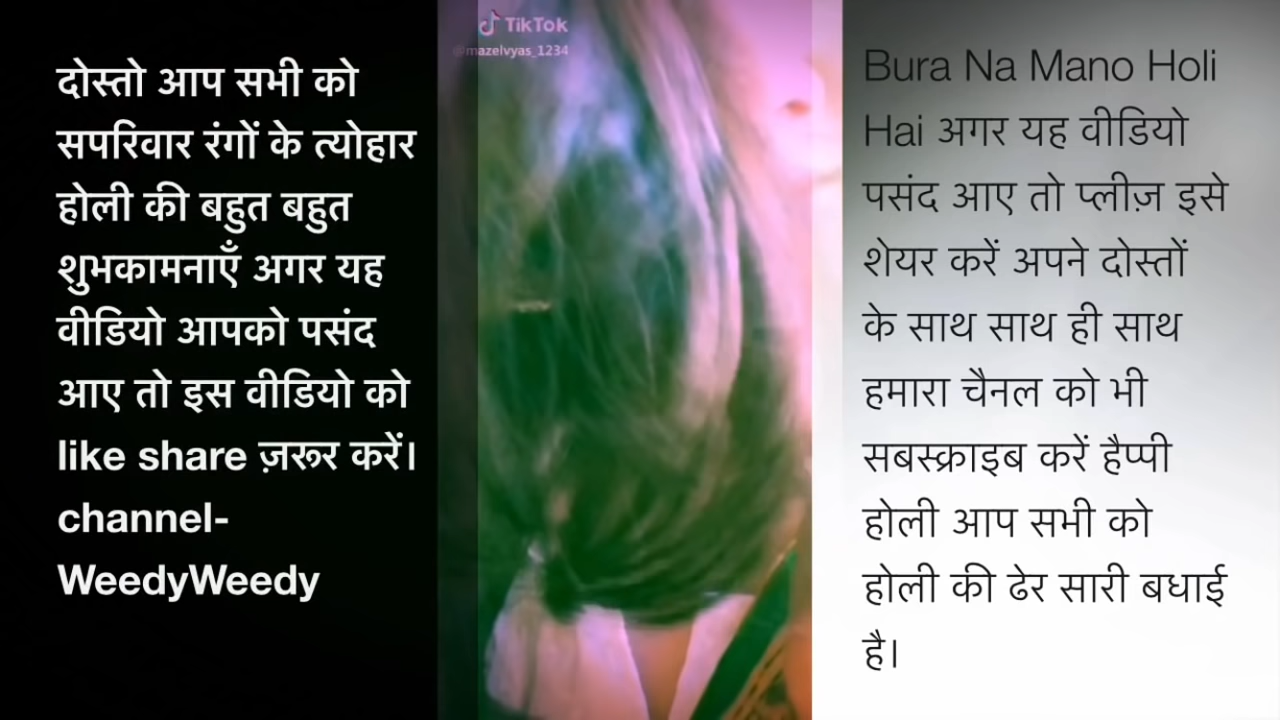 दोस्तो आप सभी को
सपरिवार रंगों के त्योहार
होली की बहुत बहुत
शुभकामनाएँ अगर यह
वीडियो आपको पसंद
आए तो इस वीडियो को
like share ज़रूर करें।
channel-
WeedyWeedy
TikTok
@mazelvyas_1234
Bura Na Mano Holi
Hai अगर यह वीडियो
पसंद आए तो प्लीज़ इसे
शेयर करें अपने दोस्तों
के साथ साथ ही साथ
हमारा चैनल को भी
सबस्क्राइब करें हैप्पी
होली आप सभी को
होली की ढेर सारी बधाई
है।